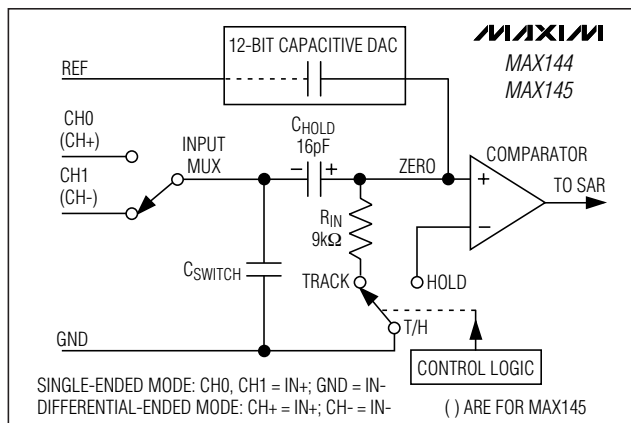 12-BIT CAPACITIVE DAC
MAXIM
MAX144
MAX145
REF
CH0
(CH+)
CH1
(CH-)
INPUT
MUX
CHOLD
16pF
– +
ZERO
COMPARATOR
+
–
TO SAR
RIN
9kΩ
CSWITCH
TRACK
HOLD
T/H
GND
CONTROL LOGIC
SINGLE-ENDED MODE: CH0, CH1 = IN+; GND = IN-
DIFFERENTIAL-ENDED MODE: CH+ = IN+; CH- = IN-
( ) ARE FOR MAX145